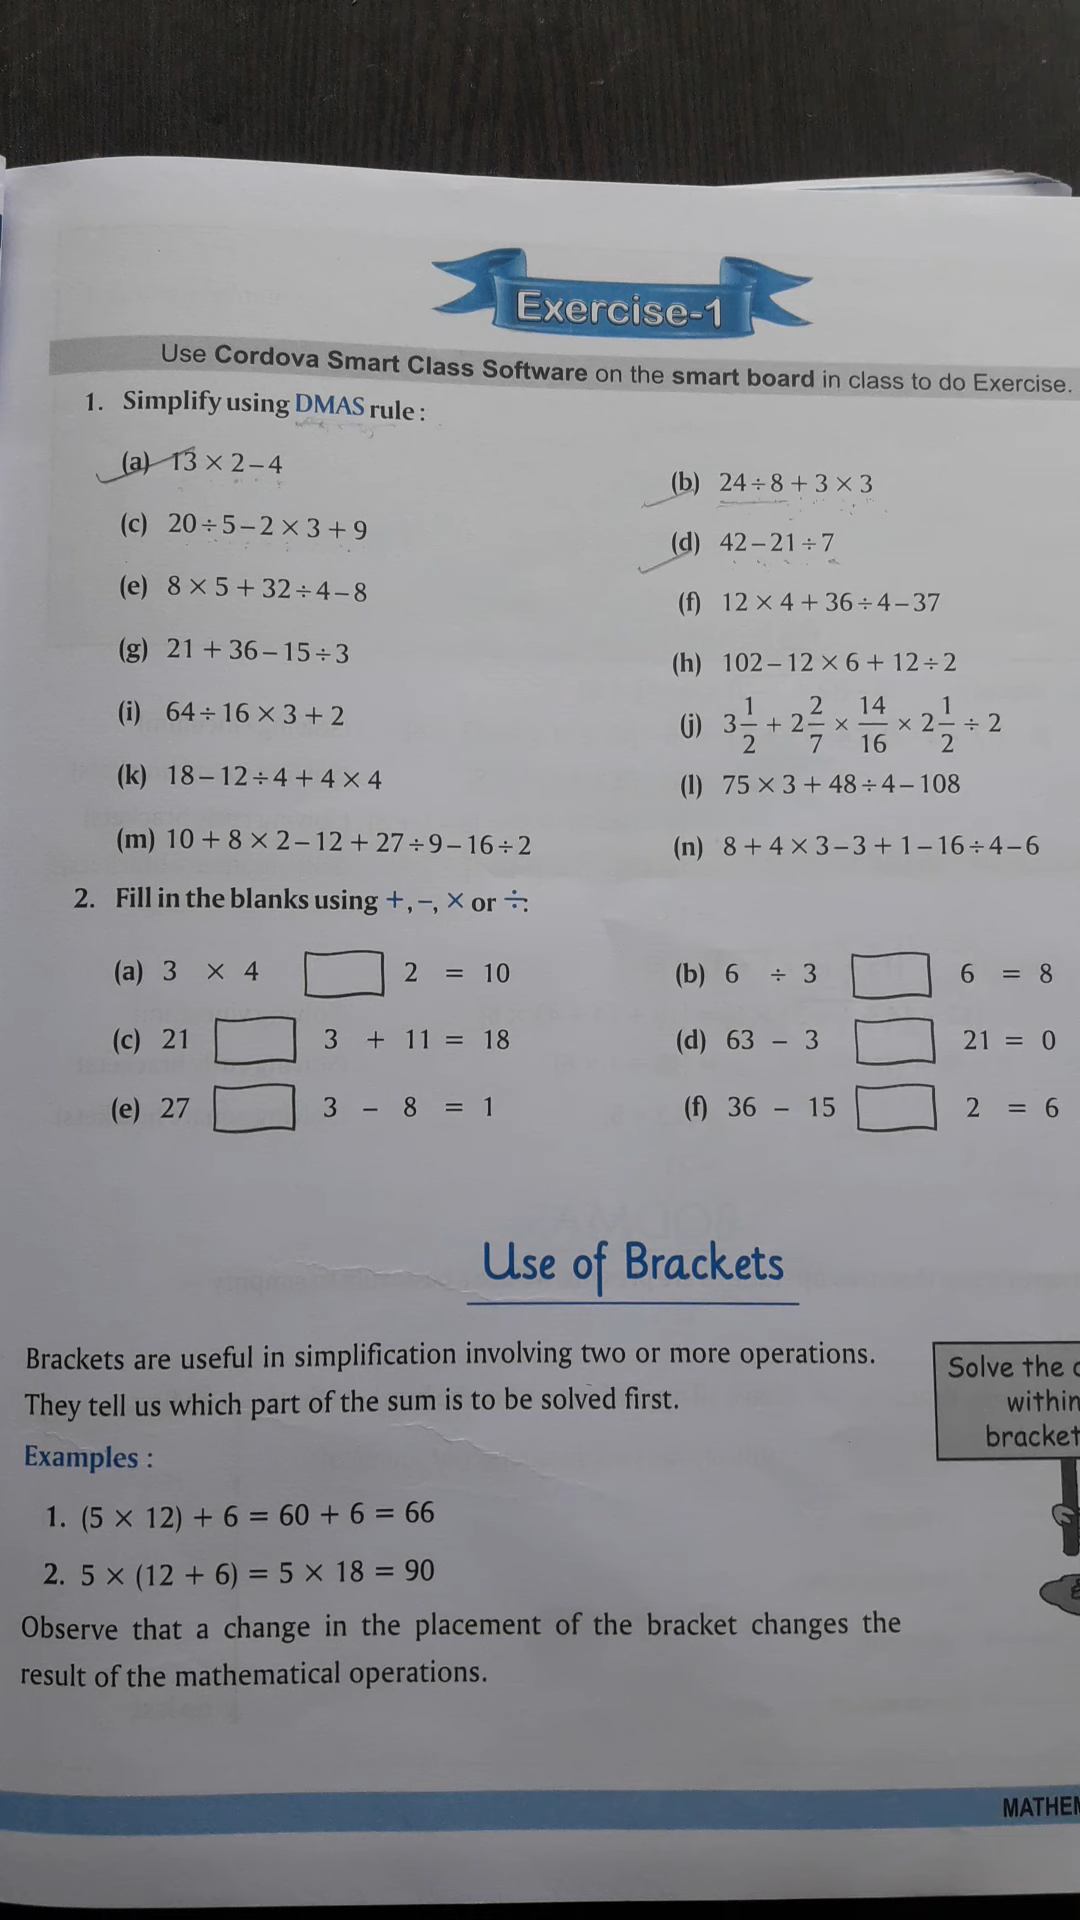 Exercise-1
Use Cordova Smart Class Software on the smart board in class to do Exercise.
1. Simplify using DMAS rule :
(a) 13 × 2 – 4
(b) 24 ÷ 8 + 3 × 3
(c) 20 ÷ 5 – 2 × 3 + 9
(d) 42 – 21 ÷ 7
(e) 8 × 5 + 32 ÷ 4 – 8
(f) 12 × 4 + 36 ÷ 4 – 37
(g) 21 + 36 – 15 ÷ 3
(h) 102 – 12 × 6 + 12 ÷ 2
(i) 64 ÷ 16 × 3 + 2
(j) 3 1/2 + 2 2/7 × 14/16 × 2 1/2 ÷ 2
(k) 18 – 12 ÷ 4 + 4 × 4
(l) 75 × 3 + 48 ÷ 4 – 108
(m) 10 + 8 × 2 – 12 + 27 ÷ 9 – 16 ÷ 2
(n) 8 + 4 × 3 – 3 + 1 – 16 ÷ 4 – 6
2. Fill in the blanks using +, –, × or ÷:
(a) 3 × 4 2 = 10
(b) 6 ÷ 3 6 = 8
(c) 21 3 + 11 = 18
(d) 63 – 3 21 = 0
(e) 27 3 – 8 = 1
(f) 36 – 15 2 = 6
Use of Brackets
Brackets are useful in simplification involving two or more operations.
They tell us which part of the sum is to be solved first.
Solve the
within
bracket
Examples :
1. (5 × 12) + 6 = 60 + 6 = 66
2. 5 × (12 + 6) = 5 × 18 = 90
Observe that a change in the placement of the bracket changes the
result of the mathematical operations.
MATHEM